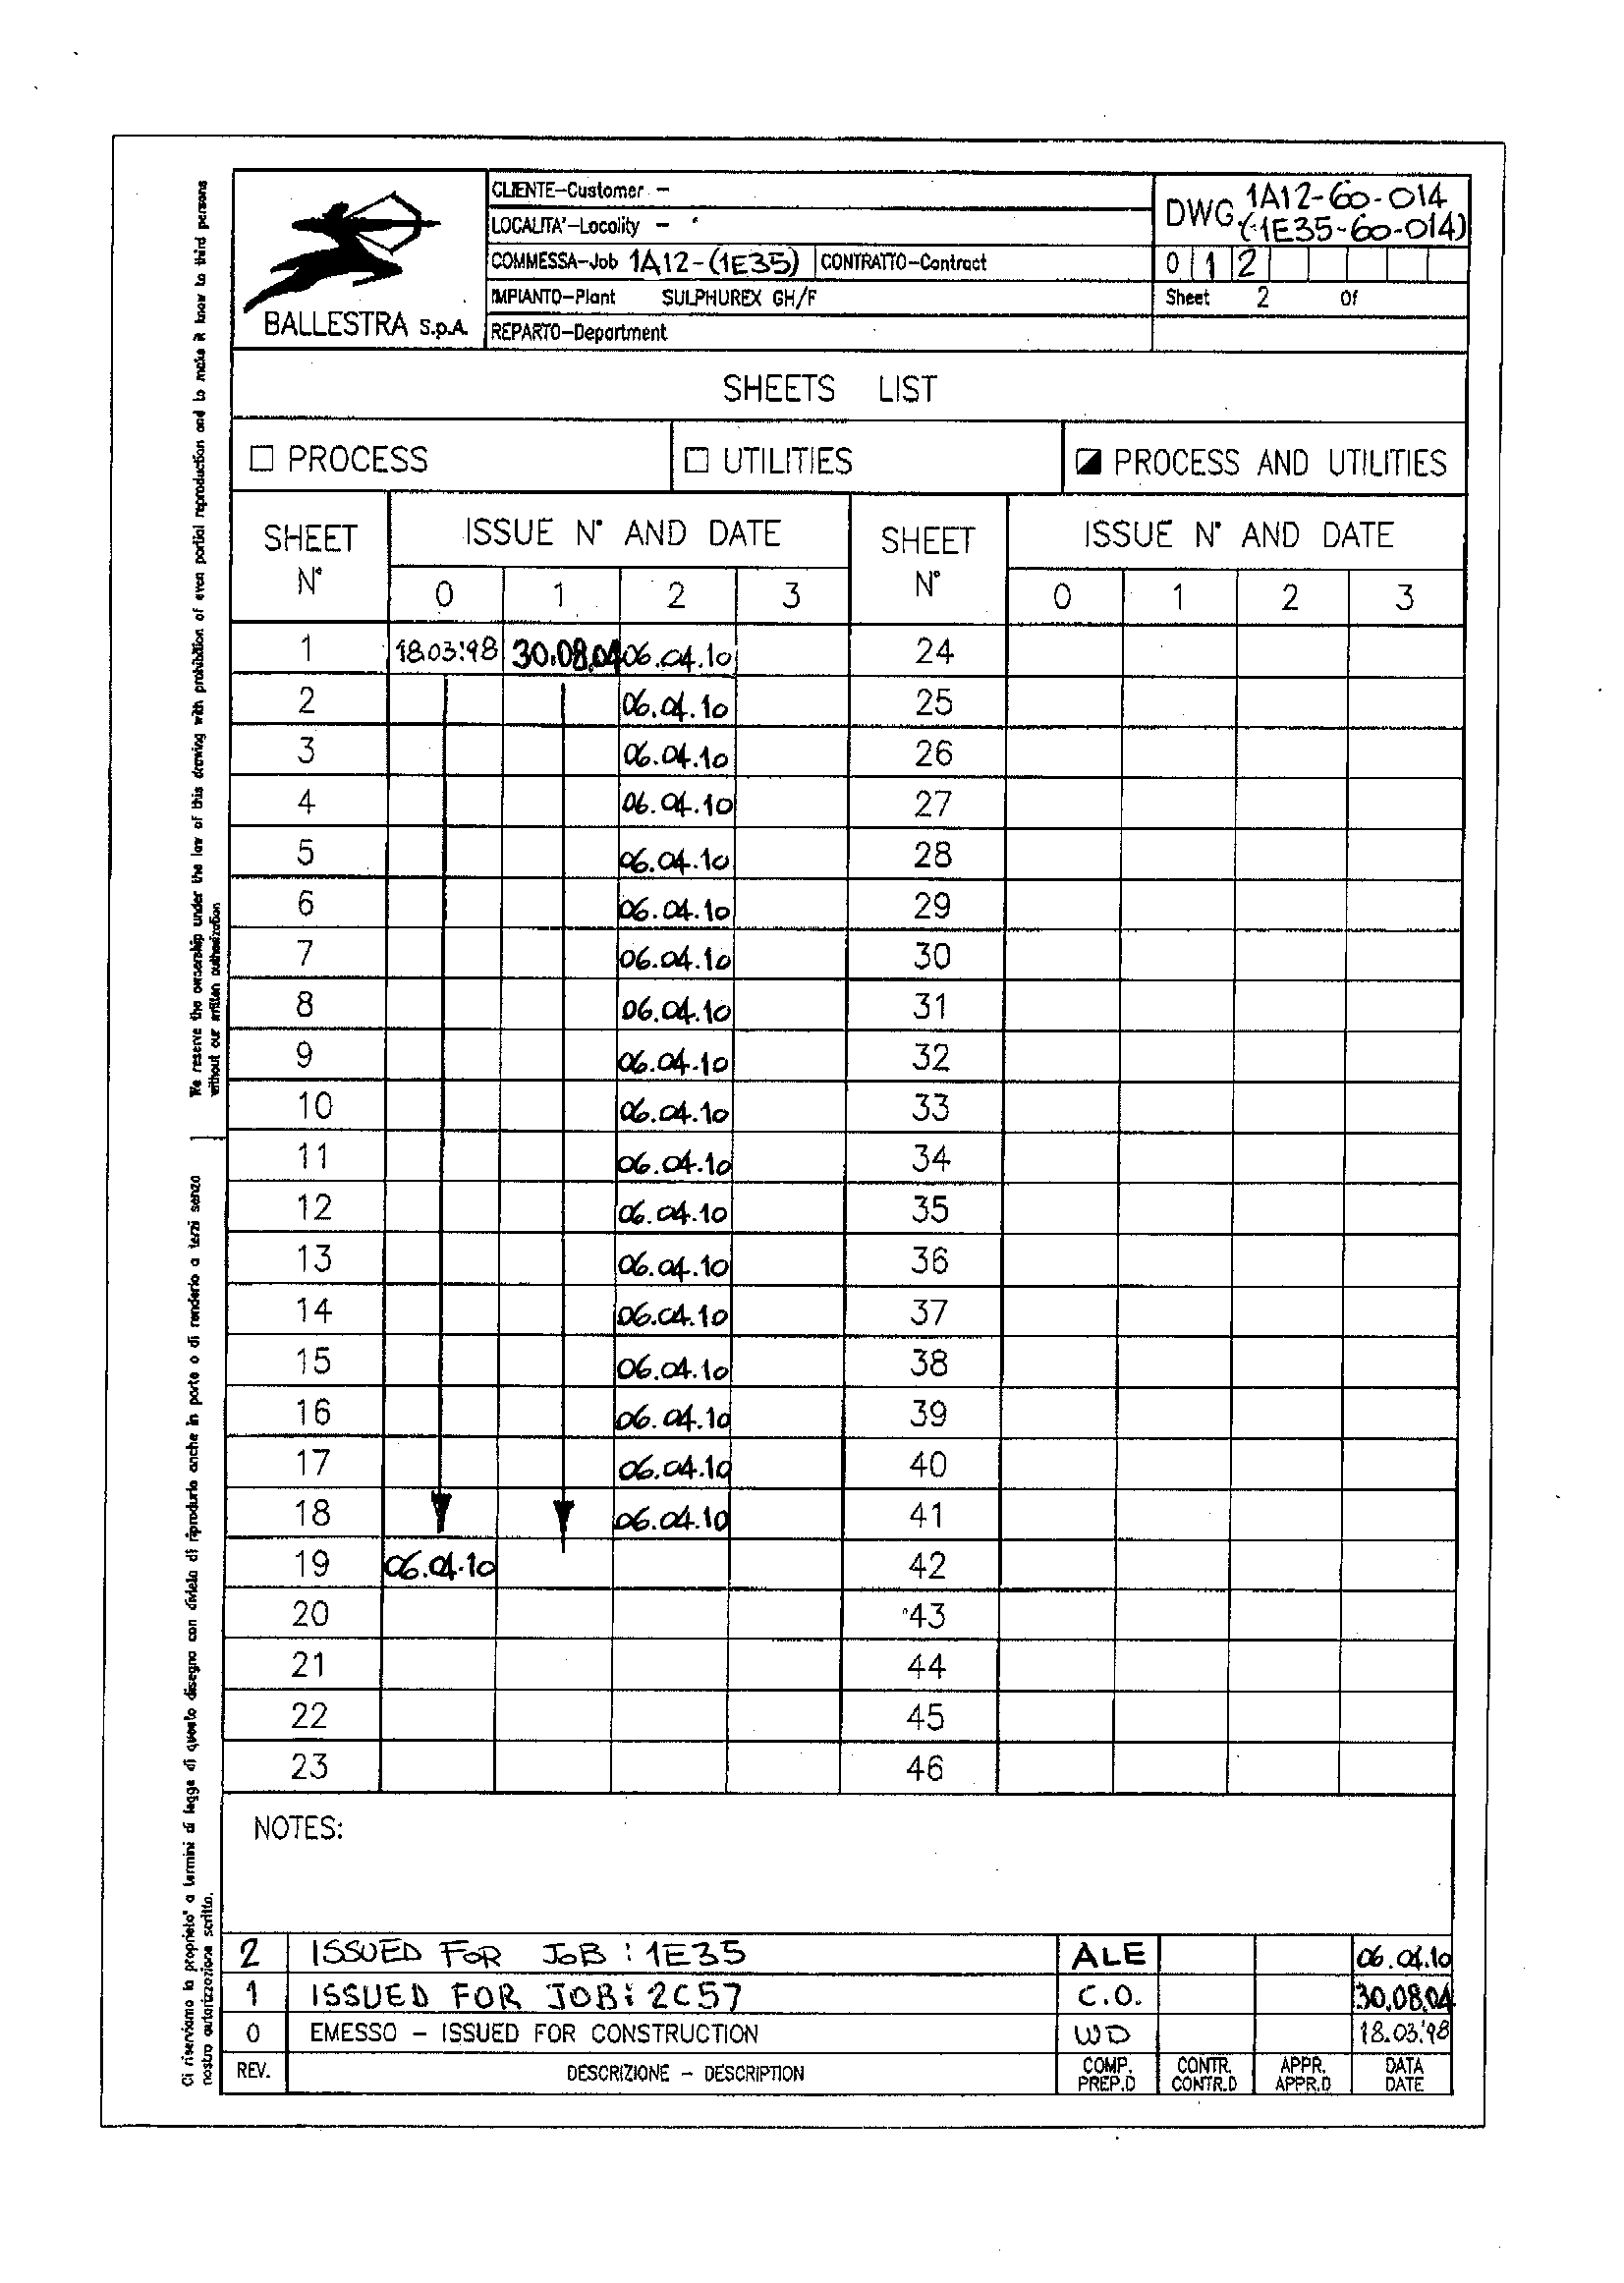 CLIENTE-Customer -
LOCALITA'-Locality -
COMMESSA-Job 1A12-(1E35) CONTRATTO-Contract
IMPIANTO-Plant SULPHUREX GH/F
REPARTO-Department
BALLESTRA S.p.A.
DWG 1A12-60-014
(1E35-60-014)
0 1 2
Sheet 2 Of
SHEETS LIST
PROCESS UTILITIES PROCESS AND UTILITIES
SHEET N° ISSUE N° AND DATE SHEET N° ISSUE N° AND DATE
0 1 2 3 0 1 2 3
1 18.03.'98 30.08.04 06.04.10 24
2 06.04.10 25
3 06.04.10 26
4 06.04.10 27
5 06.04.10 28
6 06.04.10 29
7 06.04.10 30
8 06.04.10 31
9 06.04.10 32
10 06.04.10 33
11 06.04.10 34
12 06.04.10 35
13 06.04.10 36
14 06.04.10 37
15 06.04.10 38
16 06.04.10 39
17 06.04.10 40
18 06.04.10 41
19 06.04.10 42
20 43
21 44
22 45
23 46
NOTES:
2 ISSUED FOR JOB : 1E35 ALE 06.04.10
1 ISSUED FOR JOB: 2C57 C.O. 30.08.04
0 EMESSO - ISSUED FOR CONSTRUCTION WD 18.03.'98
REV. DESCRIZIONE - DESCRIPTION COMP. PREP.D CONTR. CONTR.D APPR. APPR.D DATA DATE
We reserve the ownership under the law of this drawing with prohibition of even partial reproduction and to make it know to third persons
without our written authorization
Ci riserviamo la proprieta' a termini di legge di questo disegno con divieto di riprodurlo anche in parte o di renderlo a terzi senza
nostra autorizzazione scritta.